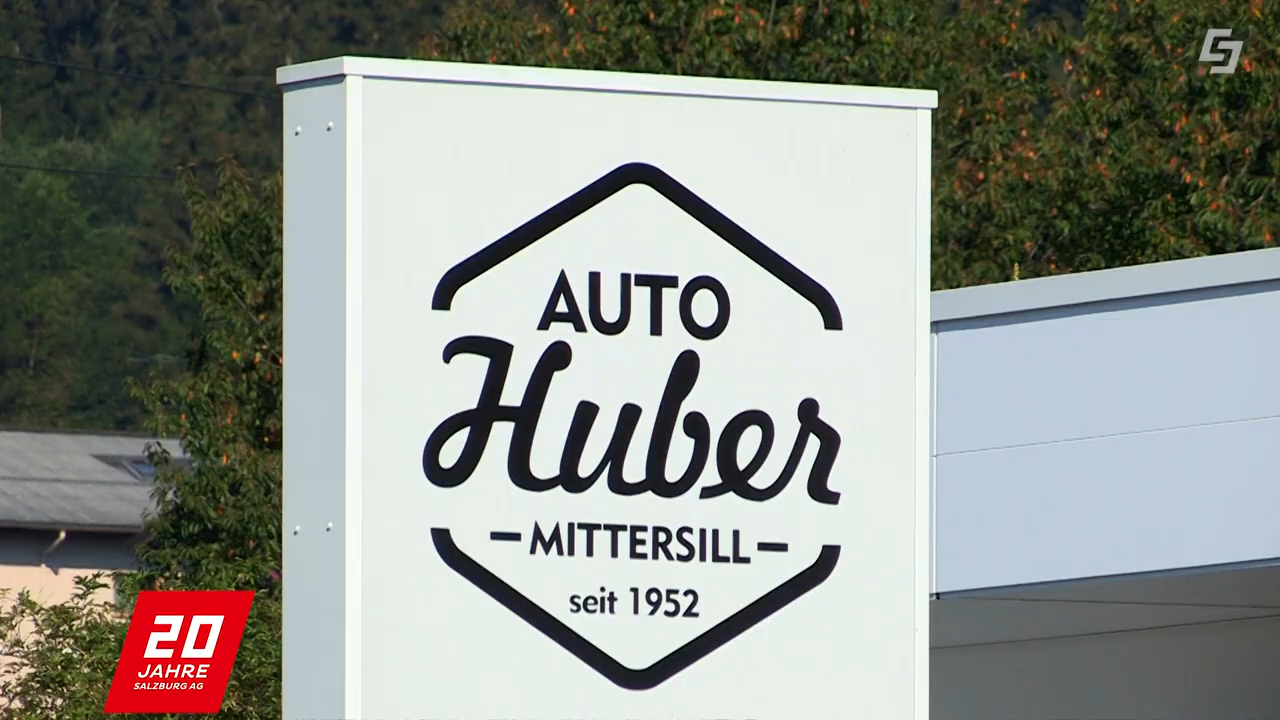 AUTO
Huber
– MITTERSILL –
seit 1952
20
JAHRE
SALZBURG AG